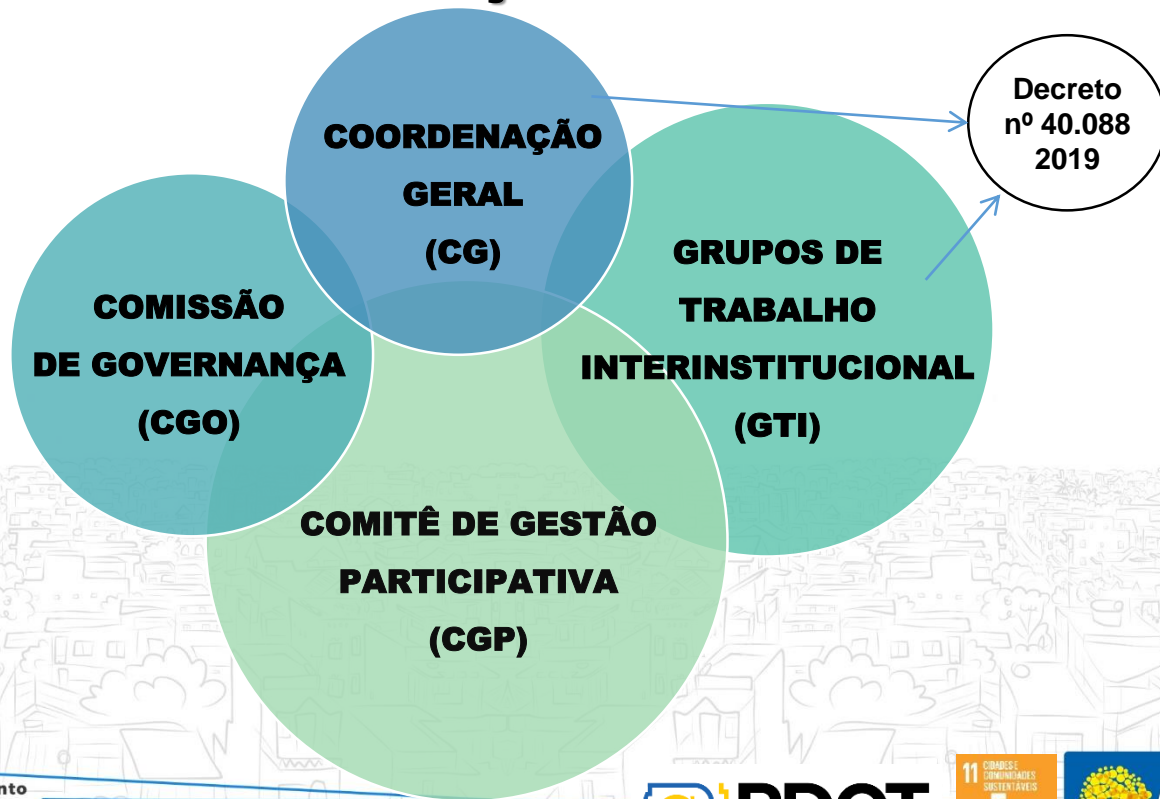 COORDENAÇÃO
GERAL
(CG)
Decreto
nº 40.088
2019
GRUPOS DE
TRABALHO
INTERINSTITUCIONAL
(GTI)
COMISSÃO
DE GOVERNANÇA
(CGO)
COMITÊ DE GESTÃO
PARTICIPATIVA
(CGP)
nto
PDOT
11 CIDADES E
COMUNIDADES
SUSTENTÁVEIS